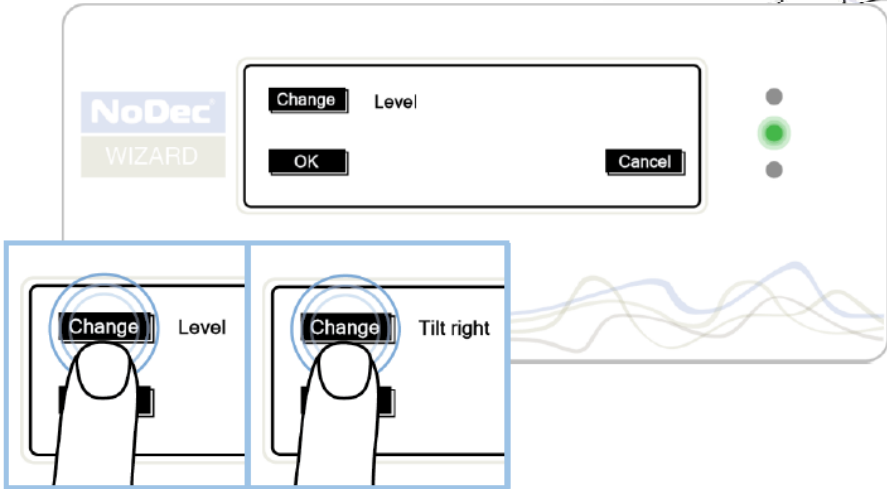 NoDec
WIZARD
Change Level
OK Cancel
Change Level
Change Tilt right